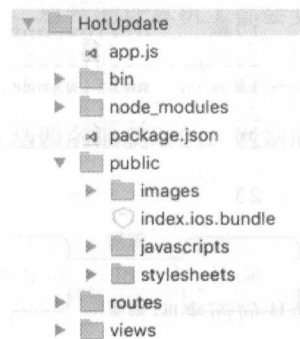 HotUpdate
app.js
bin
node_modules
package.json
public
images
index.ios.bundle
javascripts
stylesheets
routes
views